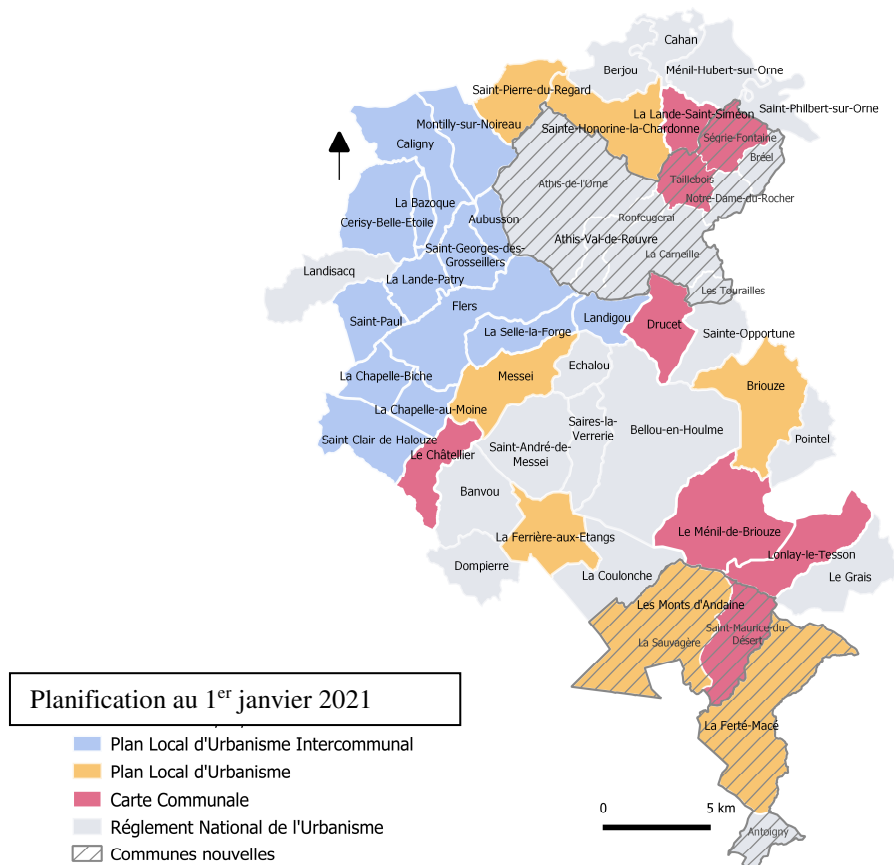 Cahan
Berjou
Ménil-Hubert-sur-Orne
Saint-Pierre-du-Regard
Saint-Philbert-sur-Orne
La Lande-Saint-Siméon
Montilly-sur-Noireau
Sainte-Honorine-la-Chardonne
Ségrie-Fontaine
Caligny
Bréel
Taillebois
Athis-de-l'Orne
Notre-Dame-du-Rocher
La Bazoque
Ronfeugerai
Aubusson
Cerisy-Belle-Etoile
Athis-Val-de-Rouvre
Saint-Georges-des-
Grosseillers
La Carneille
Landisacq
La Lande-Patry
Les Tourailles
Flers
Landigou
Saint-Paul
Drucet
La Selle-la-Forge
Sainte-Opportune
Echalou
La Chapelle-Biche
Messei
Briouze
La Chapelle-au-Moine
Saires-la-
Verrerie
Bellou-en-Houlme
Saint Clair de Halouze
Pointel
Saint-André-de-
Messei
Le Châtellier
Banvou
Le Ménil-de-Briouze
La Ferrière-aux-Etangs
Lonlay-le-Tesson
Dompierre
La Coulonche
Le Grais
Les Monts d'Andaine
Saint-Maurice-du-
Désert
La Sauvagère
La Ferté-Macé
Antoigny
Planification au 1er janvier 2021
Plan Local d'Urbanisme Intercommunal
Plan Local d'Urbanisme
Carte Communale
Réglement National de l'Urbanisme
Communes nouvelles
0 5 km